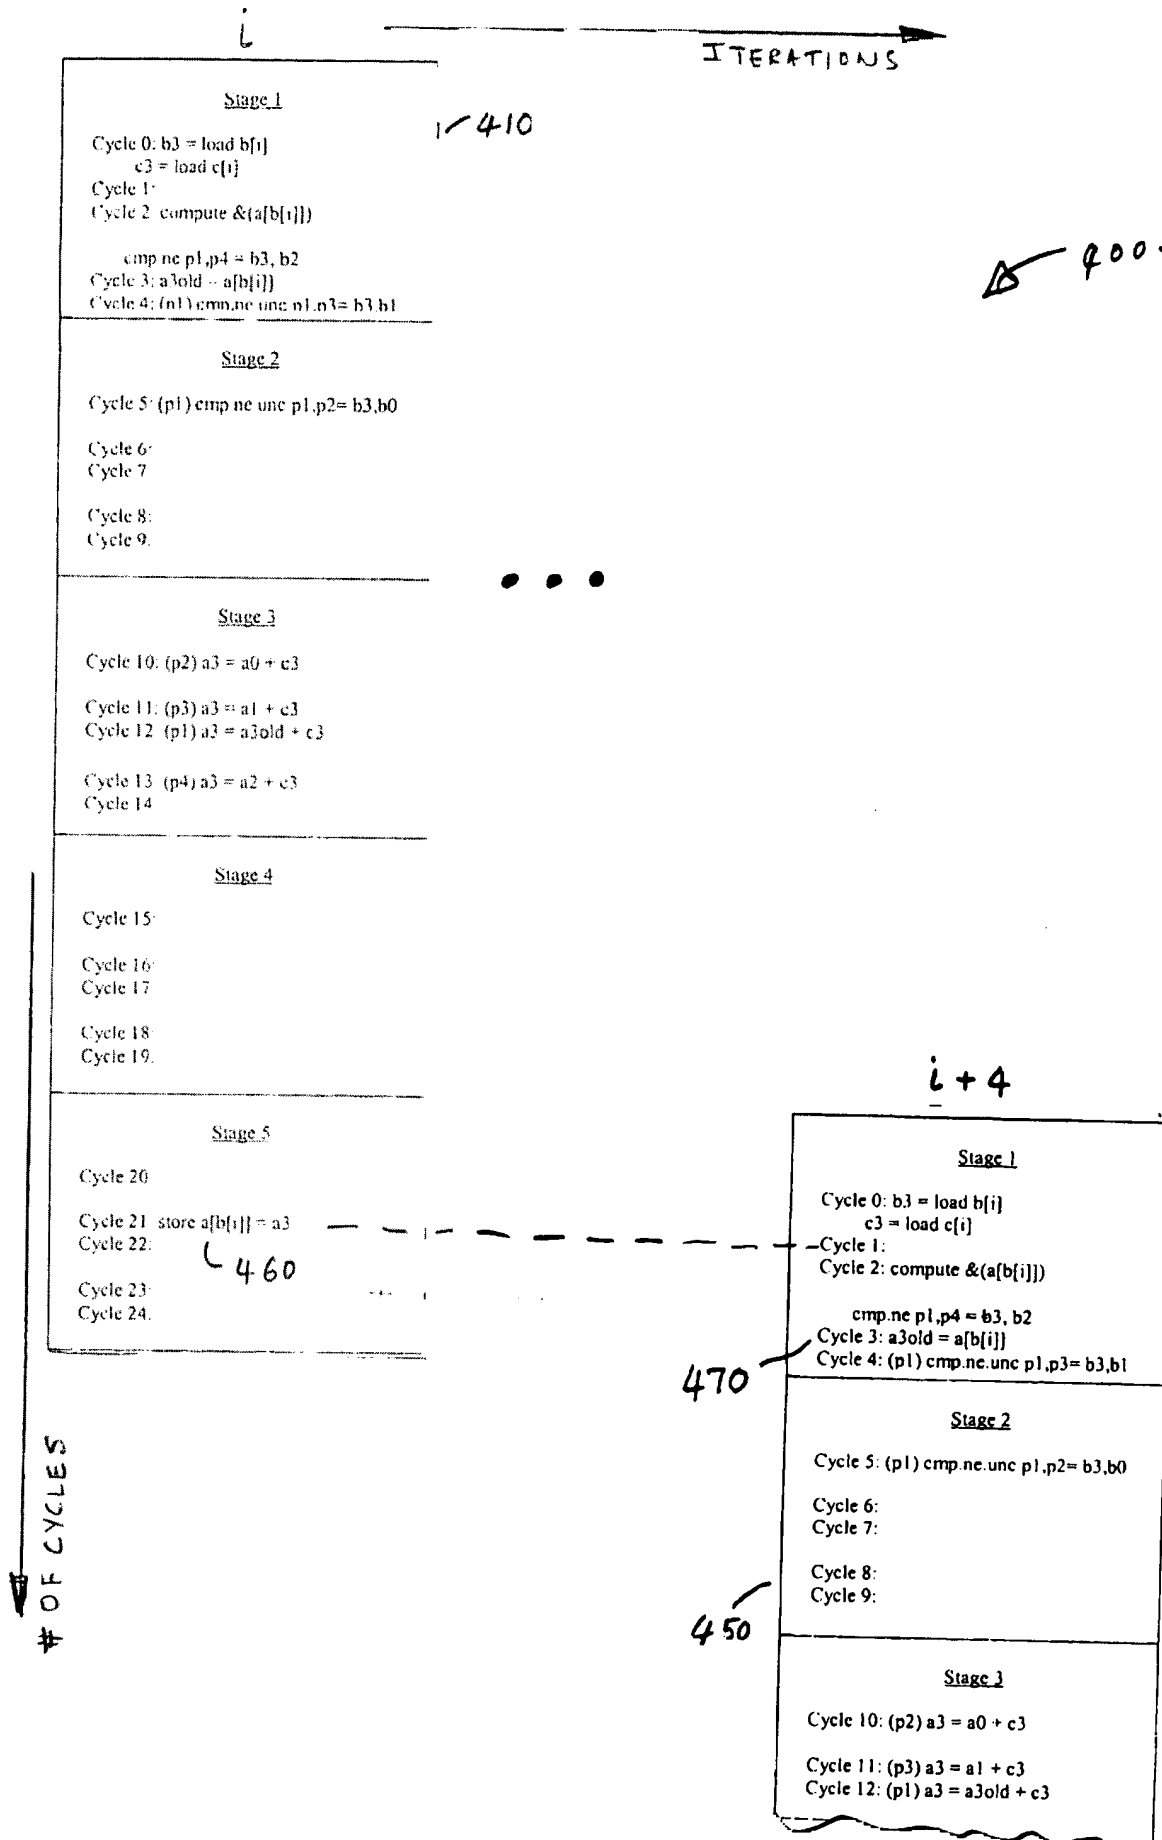 i
ITERATIONS
Stage 1
410
Cycle 0: b3 = load b[i]
c3 = load c[i]
Cycle 1:
Cycle 2 compute &(a[b[i]])
400
cmp ne p1,p4 = b3, b2
Cycle 3: a3old = a[b[i]]
Cycle 4: (p1) cmp.ne unc p1,p3= b3,b1
Stage 2
Cycle 5: (p1) cmp ne unc p1,p2= b3,b0
Cycle 6:
Cycle 7
Cycle 8:
Cycle 9.
Stage 3
Cycle 10: (p2) a3 = a0 + c3
Cycle 11: (p3) a3 = a1 + c3
Cycle 12 (p1) a3 = a3old + c3
Cycle 13 (p4) a3 = a2 + c3
Cycle 14
Stage 4
Cycle 15:
Cycle 16:
Cycle 17
Cycle 18:
Cycle 19.
Stage 5
Cycle 20
Cycle 21 store a[b[i]] = a3
Cycle 22:
460
Cycle 23:
Cycle 24.
# OF CYCLES
i + 4
Stage 1
Cycle 0: b3 = load b[i]
c3 = load c[i]
Cycle 1:
Cycle 2: compute &(a[b[i]])
cmp.ne p1,p4 = b3, b2
Cycle 3: a3old = a[b[i]]
470
Cycle 4: (p1) cmp.ne.unc p1,p3= b3,b1
Stage 2
Cycle 5: (p1) cmp.ne.unc p1,p2= b3,b0
Cycle 6:
Cycle 7:
Cycle 8:
Cycle 9:
450
Stage 3
Cycle 10: (p2) a3 = a0 + c3
Cycle 11: (p3) a3 = a1 + c3
Cycle 12: (p1) a3 = a3old + c3